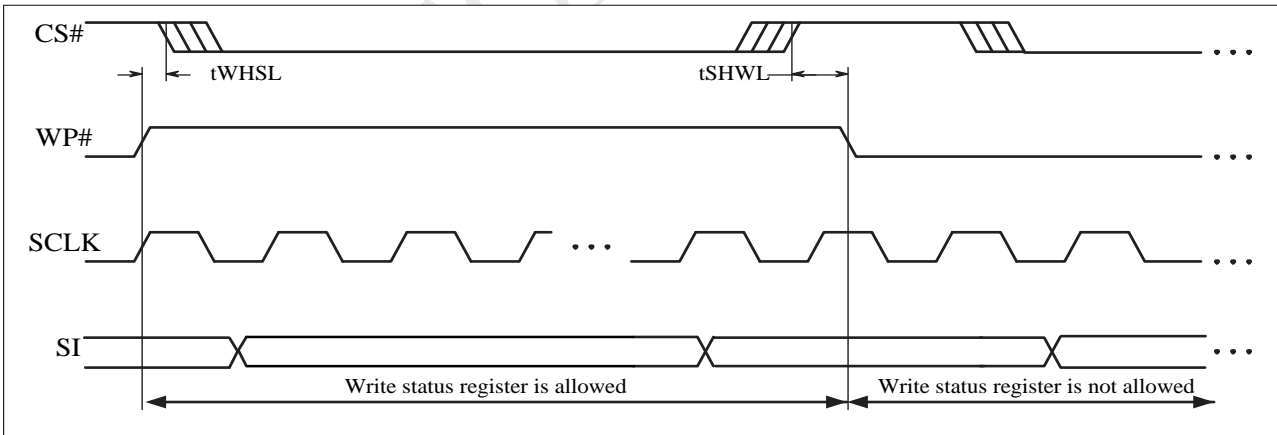 CS#
tWHSL
tSHWL
WP#
SCLK
SI
Write status register is allowed
Write status register is not allowed